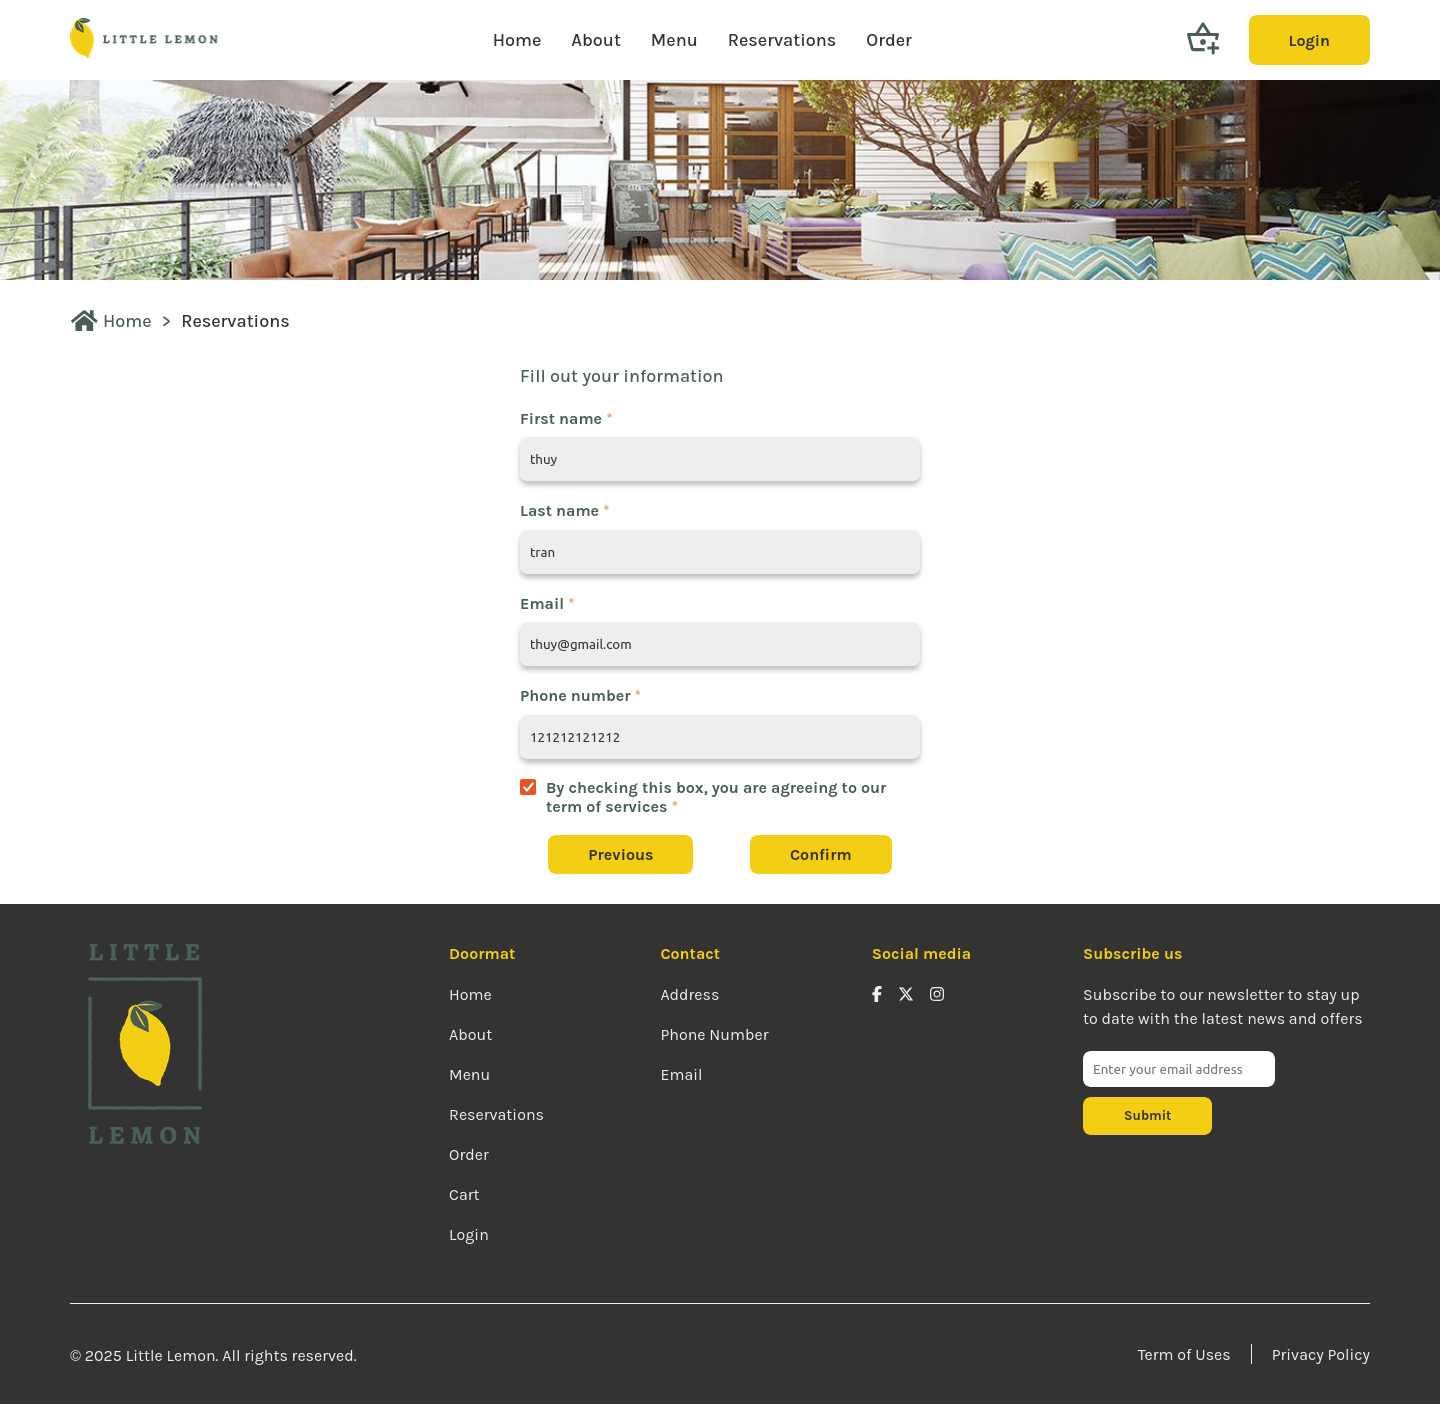 LITTLE LEMON
Home About Menu Reservations Order
Login
Home > Reservations
Fill out your information
First name *
thuy
Last name *
tran
Email *
thuy@gmail.com
Phone number *
121212121212
By checking this box, you are agreeing to our
term of services *
Previous Confirm
LITTLE
LEMON
Doormat
Home
About
Menu
Reservations
Order
Cart
Login
Contact
Address
Phone Number
Email
Social media
Subscribe us
Subscribe to our newsletter to stay up
to date with the latest news and offers
Enter your email address
Submit
© 2025 Little Lemon. All rights reserved.
Term of Uses Privacy Policy